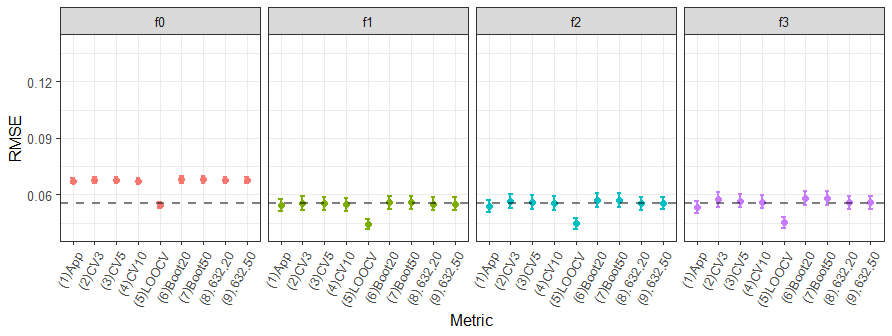 f0 f1 f2 f3
RMSE
0.12
0.09
0.06
(1)App (2)CV3 (3)CV5 (4)CV10 (5)LOOCV (6)Boot20 (7)Boot50 (8).632.20 (9).632.50
(1)App (2)CV3 (3)CV5 (4)CV10 (5)LOOCV (6)Boot20 (7)Boot50 (8).632.20 (9).632.50
(1)App (2)CV3 (3)CV5 (4)CV10 (5)LOOCV (6)Boot20 (7)Boot50 (8).632.20 (9).632.50
(1)App (2)CV3 (3)CV5 (4)CV10 (5)LOOCV (6)Boot20 (7)Boot50 (8).632.20 (9).632.50
Metric